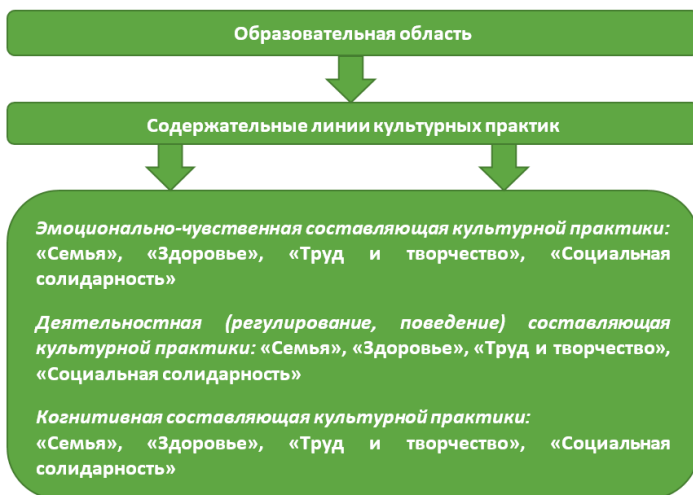 Образовательная область
Содержательные линии культурных практик
Эмоционально-чувственная составляющая культурной практики:
«Семья», «Здоровье», «Труд и творчество», «Социальная
солидарность»
Деятельностная (регулирование, поведение) составляющая
культурной практики: «Семья», «Здоровье», «Труд и творчество»,
«Социальная солидарность»
Когнитивная составляющая культурной практики:
«Семья», «Здоровье», «Труд и творчество», «Социальная
солидарность»